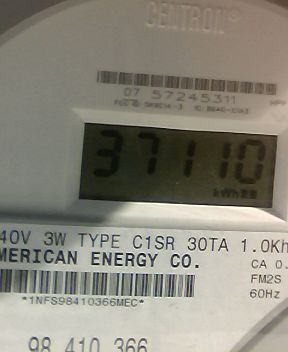 CENTRON®
07 57245311
37110
kWh
40V 3W TYPE C1SR 30TA 1.0Kh
MERICAN ENERGY CO.
CA 0.
FM2S
60Hz
*1NFS98410366MEC*
98 410 366